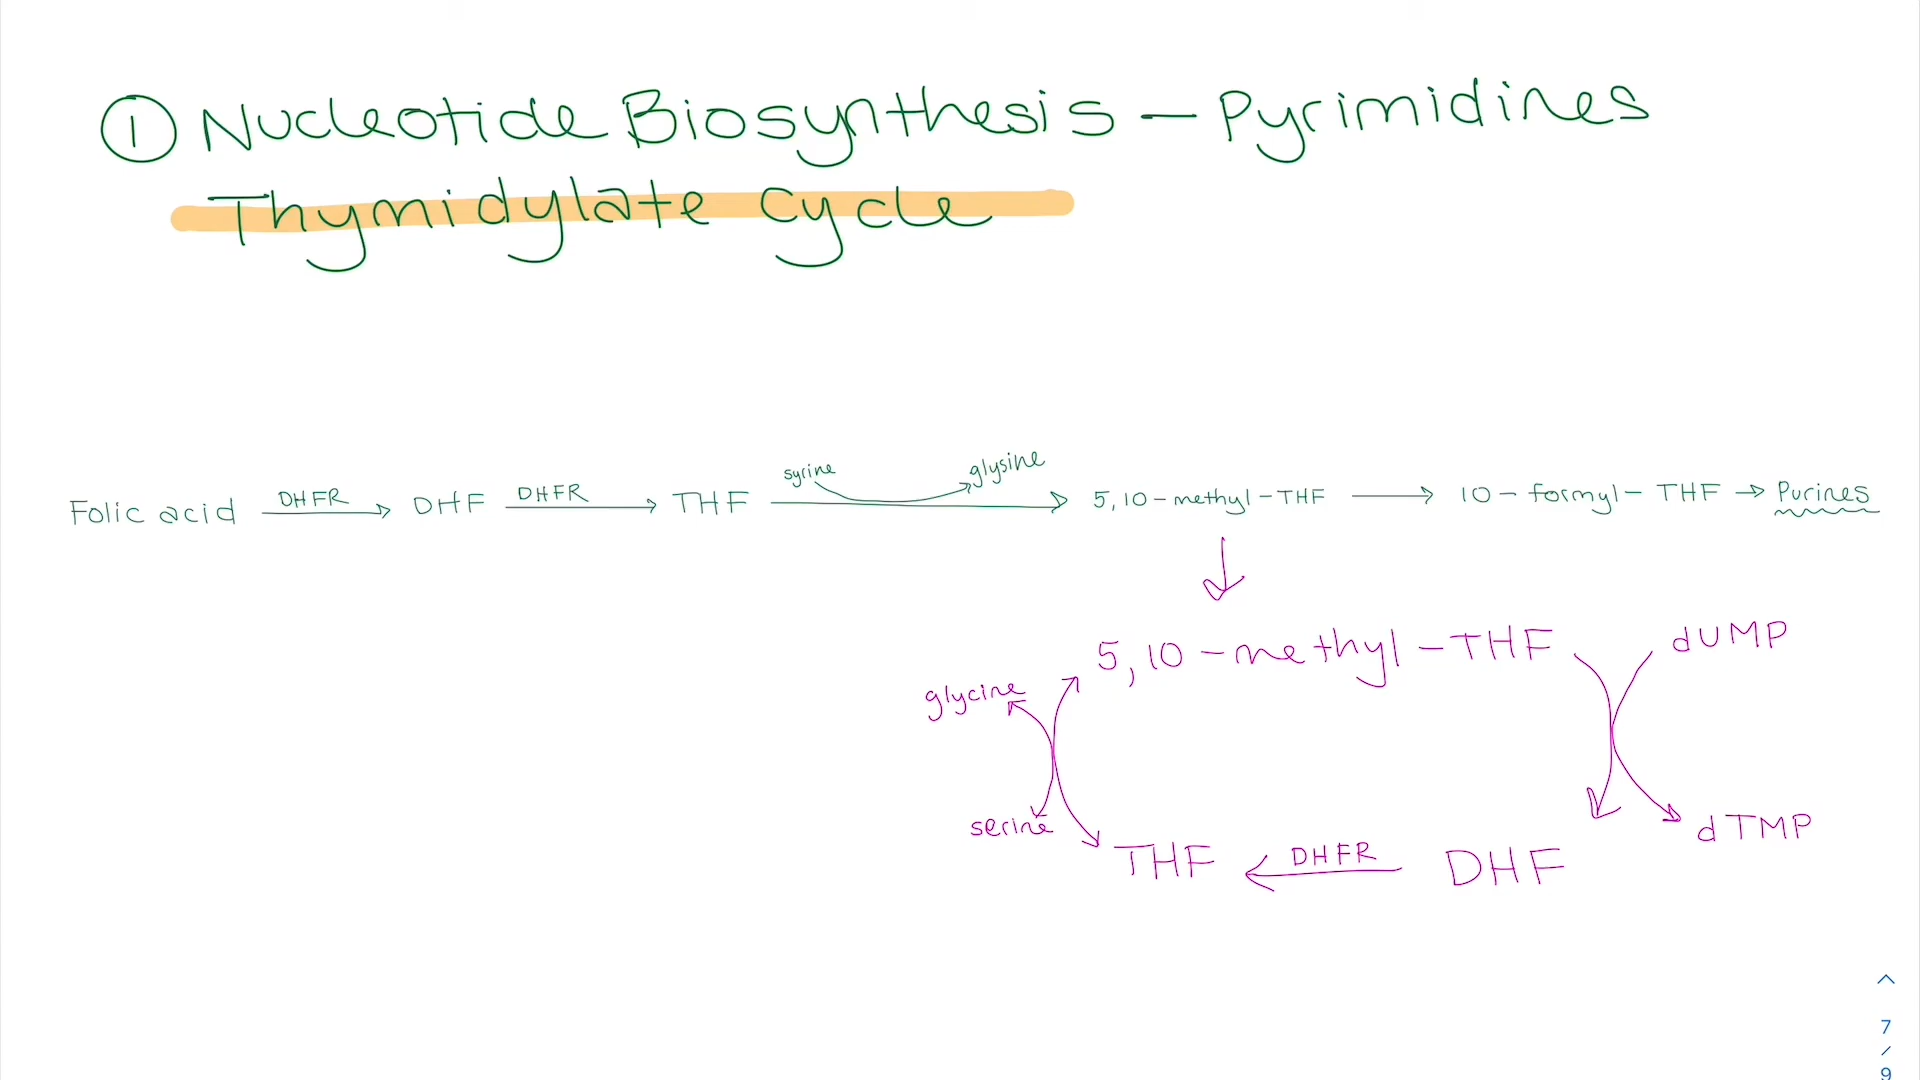 ① Nucleotide Biosynthesis - Pyrimidines
Thymidylate Cycle
syrine glysine
Folic acid DHFR DHF DHFR THF 5,10-methyl-THF 10-formyl-THF Purines
5,10-methyl-THF dUMP
glycine
serine dTMP
THF DHFR DHF
7
/
9